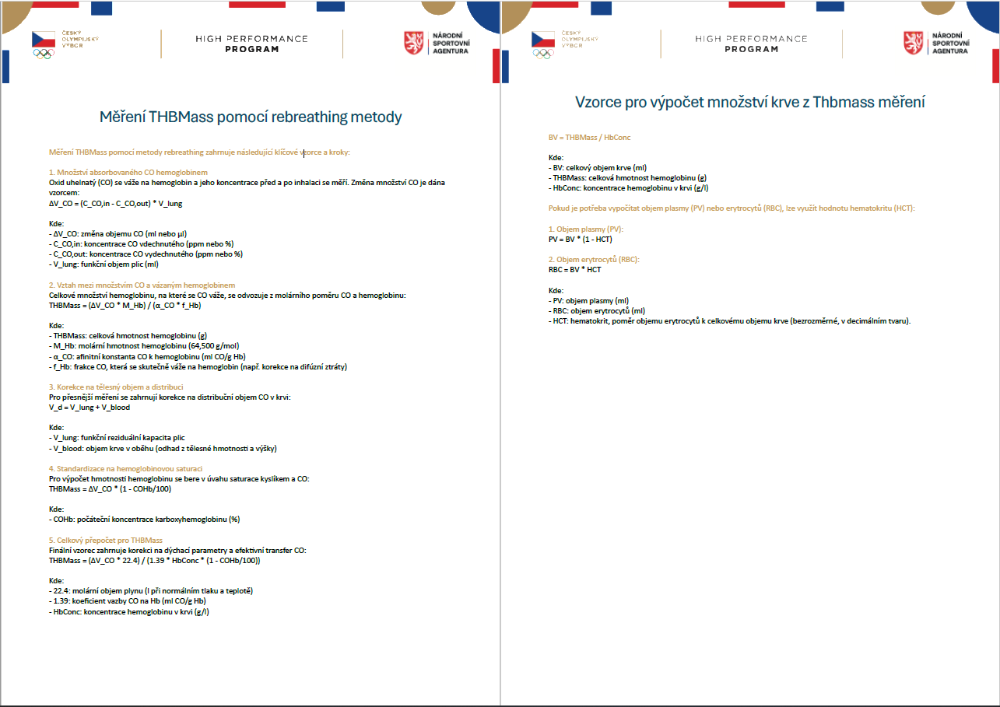 ČESKÝ
OLYMPIJSKÝ
VÝBOR
HIGH PERFORMANCE
PROGRAM
NÁRODNÍ
SPORTOVNÍ
AGENTURA
Měření THBMass pomocí rebreathing metody
Měření THBMass pomocí metody rebreathing zahrnuje následující klíčové vzorce a kroky:
1. Množství absorbovaného CO hemoglobinem
Oxid uhelnatý (CO) se váže na hemoglobin a jeho koncentrace před a po inhalaci se měří. Změna množství CO je dána
vzorcem:
ΔV_CO = (C_CO,in - C_CO,out) * V_lung
Kde:
- ΔV_CO: změna objemu CO (ml nebo µl)
- C_CO,in: koncentrace CO vdechnutého (ppm nebo %)
- C_CO,out: koncentrace CO vydechnutého (ppm nebo %)
- V_lung: funkční objem plic (ml)
2. Vztah mezi množstvím CO a vázaným hemoglobinem
Celkové množství hemoglobinu, na které se CO váže, se odvozuje z molárního poměru CO a hemoglobinu:
THBMass = (ΔV_CO * M_Hb) / (α_CO * f_Hb)
Kde:
- THBMass: celková hmotnost hemoglobinu (g)
- M_Hb: molární hmotnost hemoglobinu (64,500 g/mol)
- α_CO: afinitní konstanta CO k hemoglobinu (ml CO/g Hb)
- f_Hb: frakce CO, která se skutečně váže na hemoglobin (např. korekce na difúzní ztráty)
3. Korekce na tělesný objem a distribuci
Pro přesnější měření se zahrnují korekce na distribuční objem CO v krvi:
V_d = V_lung + V_blood
Kde:
- V_lung: funkční reziduální kapacita plic
- V_blood: objem krve v oběhu (odhad z tělesné hmotnosti a výšky)
4. Standardizace na hemoglobinovou saturaci
Pro výpočet hmotnosti hemoglobinu se bere v úvahu saturace kyslíkem a CO:
THBMass = ΔV_CO * (1 - COHb/100)
Kde:
- COHb: počáteční koncentrace karboxyhemoglobinu (%)
5. Celkový přepočet pro THBMass
Finální vzorec zahrnuje korekci na dýchací parametry a efektivní transfer CO:
THBMass = (ΔV_CO * 22.4) / (1.39 * HbConc * (1 - COHb/100))
Kde:
- 22.4: molární objem plynu (l při normálním tlaku a teplotě)
- 1.39: koeficient vazby CO na Hb (ml CO/g Hb)
- HbConc: koncentrace hemoglobinu v krvi (g/l)
ČESKÝ
OLYMPIJSKÝ
VÝBOR
HIGH PERFORMANCE
PROGRAM
NÁRODNÍ
SPORTOVNÍ
AGENTURA
Vzorce pro výpočet množství krve z Thbmass měření
BV = THBMass / HbConc
Kde:
- BV: celkový objem krve (ml)
- THBMass: celková hmotnost hemoglobinu (g)
- HbConc: koncentrace hemoglobinu v krvi (g/l)
Pokud je potřeba vypočítat objem plasmy (PV) nebo erytrocytů (RBC), lze využít hodnotu hematokritu (HCT):
1. Objem plasmy (PV):
PV = BV * (1 - HCT)
2. Objem erytrocytů (RBC):
RBC = BV * HCT
Kde:
- PV: objem plasmy (ml)
- RBC: objem erytrocytů (ml)
- HCT: hematokrit, poměr objemu erytrocytů k celkovému objemu krve (bezrozměrné, v decimálním tvaru).